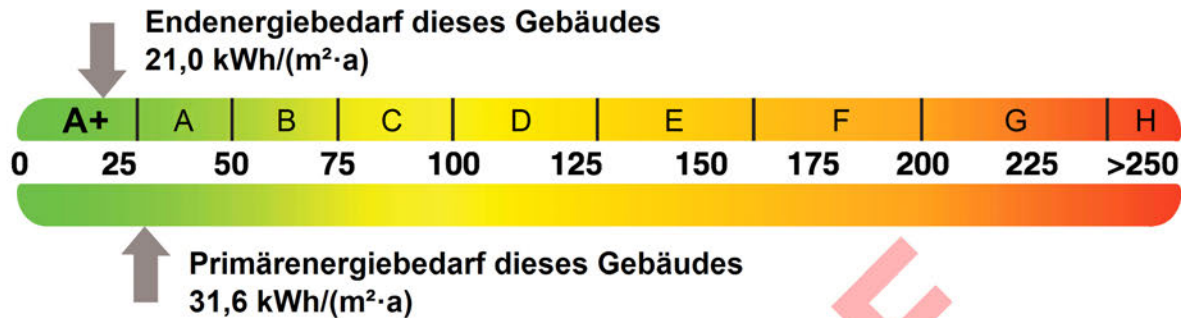 Endenergiebedarf dieses Gebäudes
21,0 kWh/(m²·a)
A+ A B C D E F G H
0 25 50 75 100 125 150 175 200 225 >250
Primärenergiebedarf dieses Gebäudes
31,6 kWh/(m²·a)